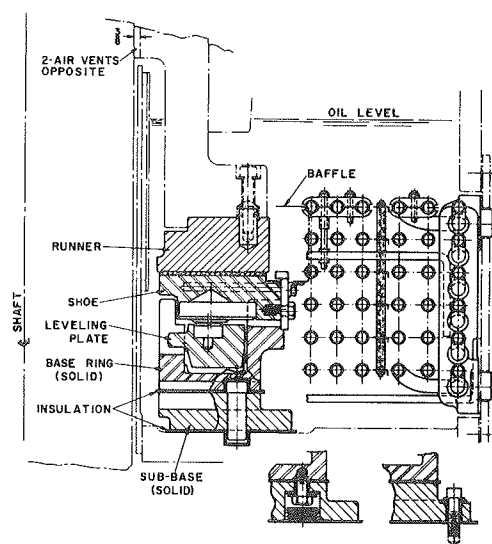 2-AIR VENTS
OPPOSITE
OIL LEVEL
BAFFLE
RUNNER
SHOE
SHAFT
LEVELING
PLATE
BASE RING
(SOLID)
INSULATION
SUB-BASE
(SOLID)